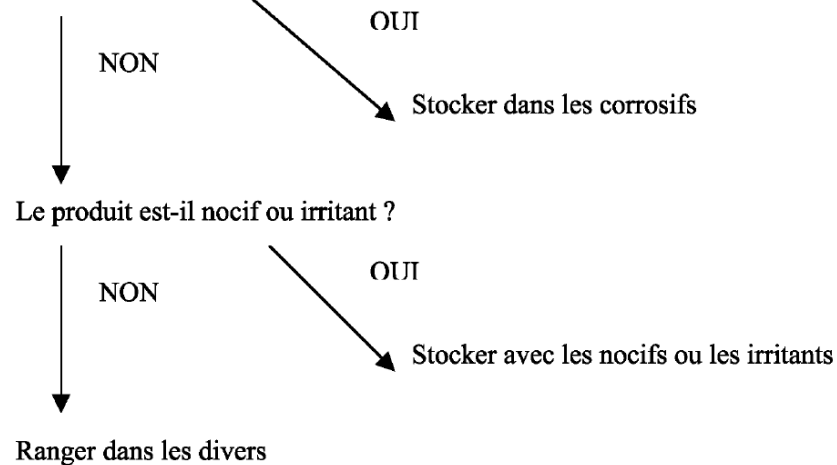 OUI
NON
Stocker dans les corrosifs
Le produit est-il nocif ou irritant ?
OUI
NON
Stocker avec les nocifs ou les irritants
Ranger dans les divers